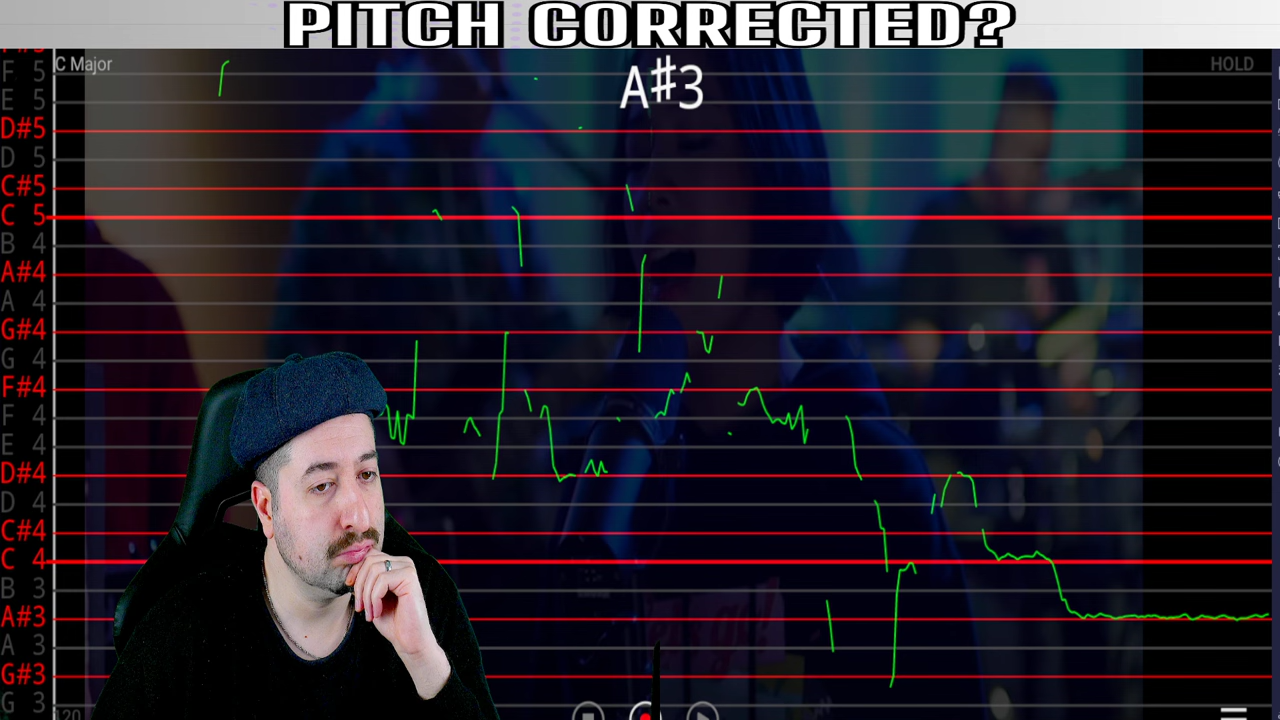 PITCH CORRECTED?
C Major
A#3
HOLD
F 5
E 5
D#5
D 5
C#5
C 5
B 4
A#4
A 4
G#4
G 4
F#4
F 4
E 4
D#4
D 4
C#4
C 4
B 3
A#3
A 3
G#3
G 3
120